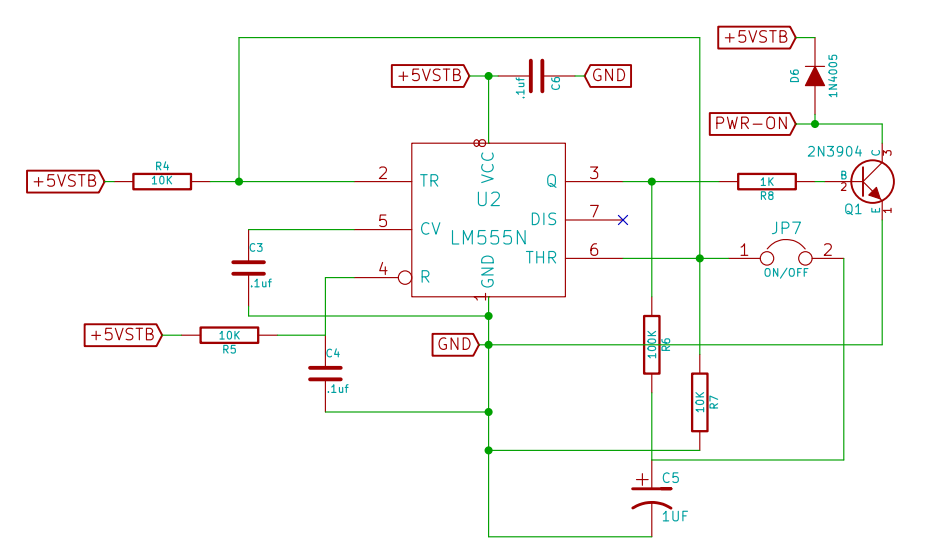 +5VSTB
D6
1N4005
+5VSTB
.1uf
C6
GND
PWR-ON
2N3904
C
3
B
2
Q1
E
1
R4
+5VSTB
10K
2
TR
8
VCC
U2
LM555N
Q
3
1K
R8
5
CV
DIS
7
JP7
C3
.1uf
4
R
GND
1
THR
6
1
2
ON/OFF
+5VSTB
10K
R5
GND
100K
R6
C4
.1uf
10K
R7
+
C5
1UF